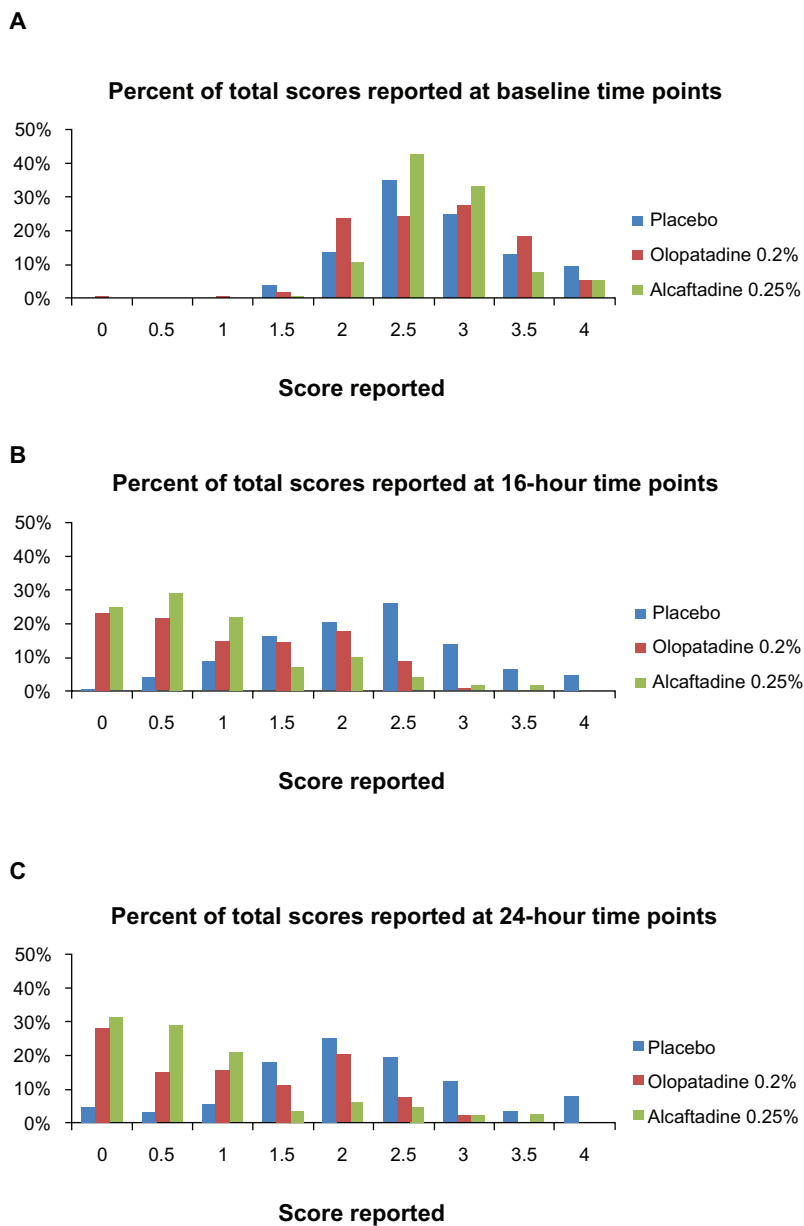 A
Percent of total scores reported at baseline time points
50%
40%
30%
20%
10%
0%
Placebo
Olopatadine 0.2%
Alcaftadine 0.25%
0 0.5 1 1.5 2 2.5 3 3.5 4
Score reported
B
Percent of total scores reported at 16-hour time points
50%
40%
30%
20%
10%
0%
Placebo
Olopatadine 0.2%
Alcaftadine 0.25%
0 0.5 1 1.5 2 2.5 3 3.5 4
Score reported
C
Percent of total scores reported at 24-hour time points
50%
40%
30%
20%
10%
0%
Placebo
Olopatadine 0.2%
Alcaftadine 0.25%
0 0.5 1 1.5 2 2.5 3 3.5 4
Score reported